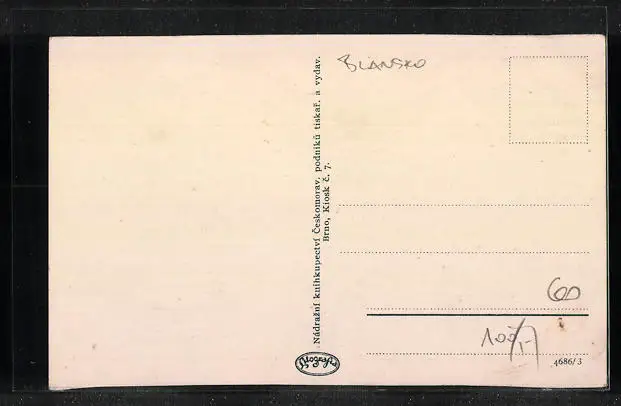 Nádražní knihkupectví Českomorav. podniků tiskař. a vydav.
Brno, Kiosk č. 7.
BLANSKO
60
100,-
4686/3